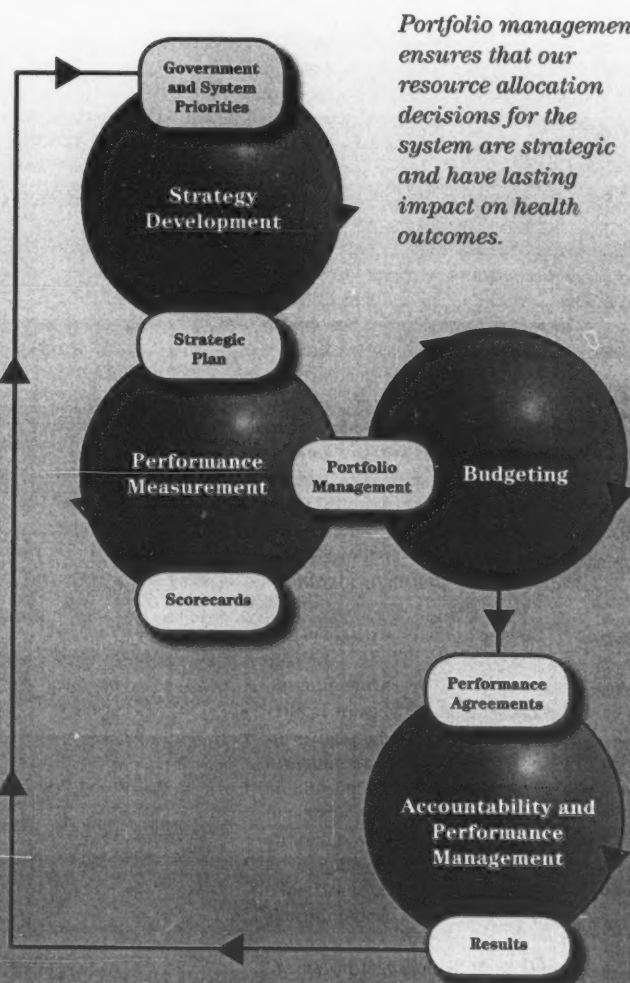 Portfolio managemen
ensures that our
resource allocation
decisions for the
system are strategic
and have lasting
impact on health
outcomes.
Government
and System
Priorities
Strategy
Development
Strategic
Plan
Performance
Measurement
Portfolio
Management
Budgeting
Scorecards
Performance
Agreements
Accountability and
Performance
Management
Results